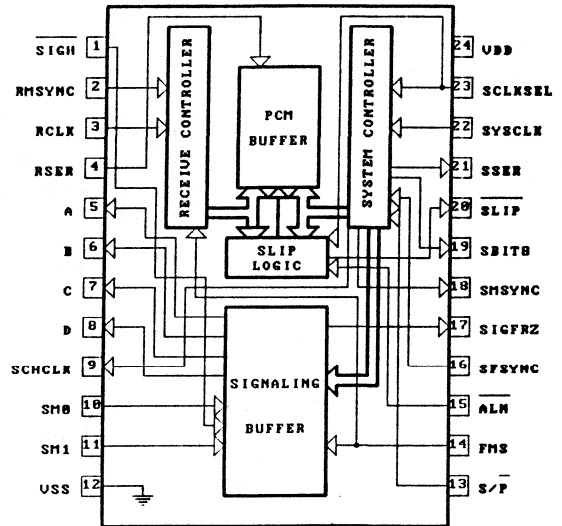 SIGH 1
RMSYNC 2
RCLK 3
RSER 4
A 5
B 6
C 7
D 8
SCHCLK 9
SM0 10
SM1 11
VSS 12
RECEIVE CONTROLLER
PCM
BUFFER
SYSTEM CONTROLLER
SLIP
LOGIC
SIGNALING
BUFFER
24 VDD
23 SCLKSEL
22 SYSCLK
21 SSER
20 SLIP
19 SBIT8
18 SMSYNC
17 SIGFRZ
16 SFSYNC
15 ALN
14 FMS
13 S/P